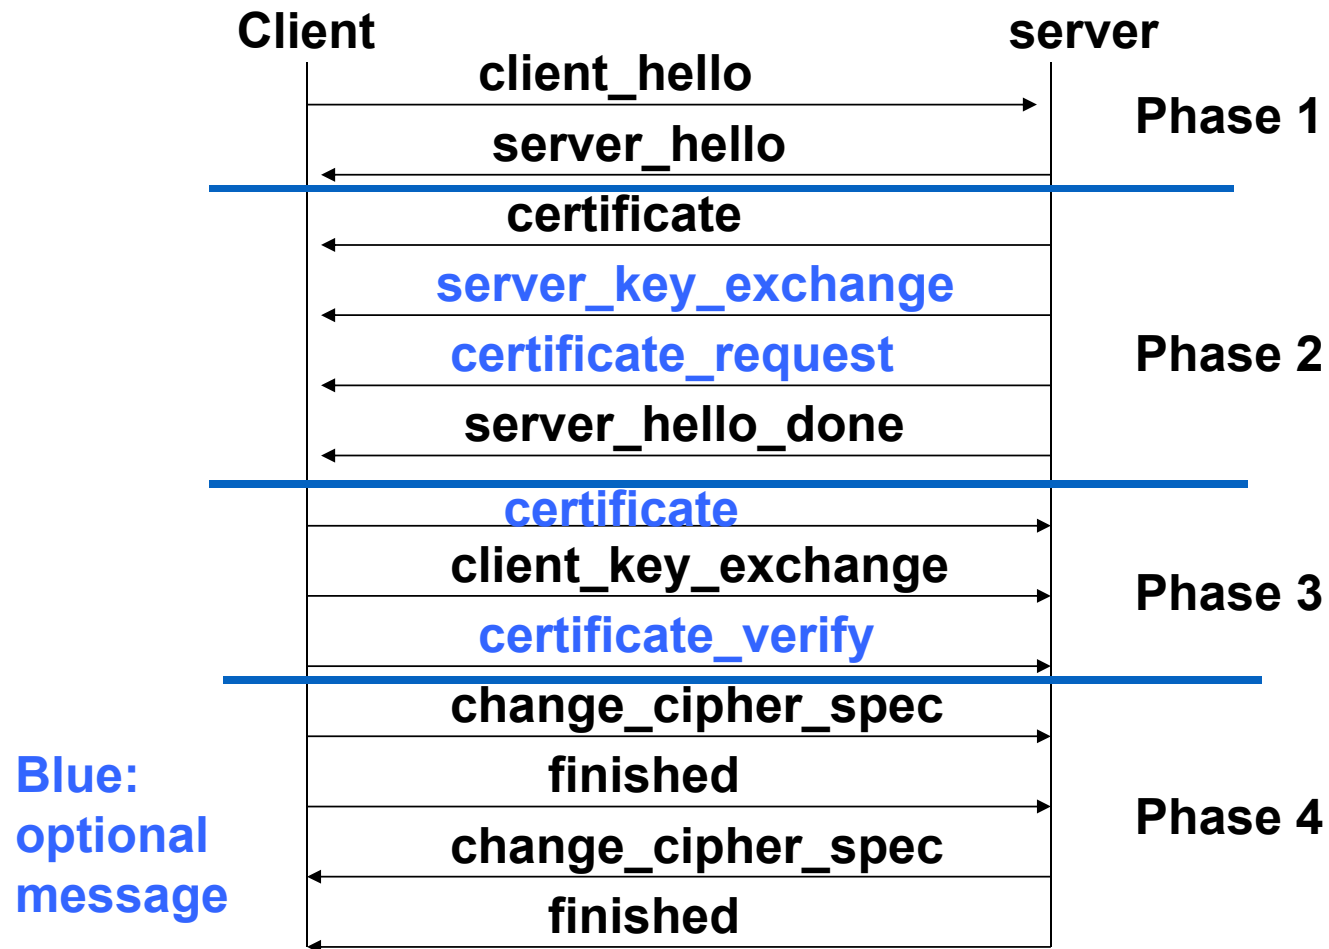 Client
server
client_hello
Phase 1
server_hello
certificate
server_key_exchange
certificate_request
Phase 2
server_hello_done
certificate
client_key_exchange
Phase 3
certificate_verify
change_cipher_spec
Blue:
optional
message
finished
Phase 4
change_cipher_spec
finished